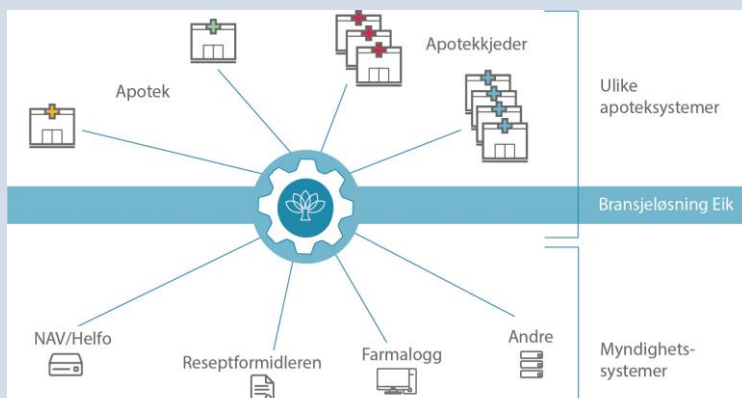 Apotek
Apotekkjeder
Ulike
apoteksystemer
Bransjeløsning Eik
NAV/Helfo
Reseptformidleren
Farmalogg
Andre
Myndighets-
systemer